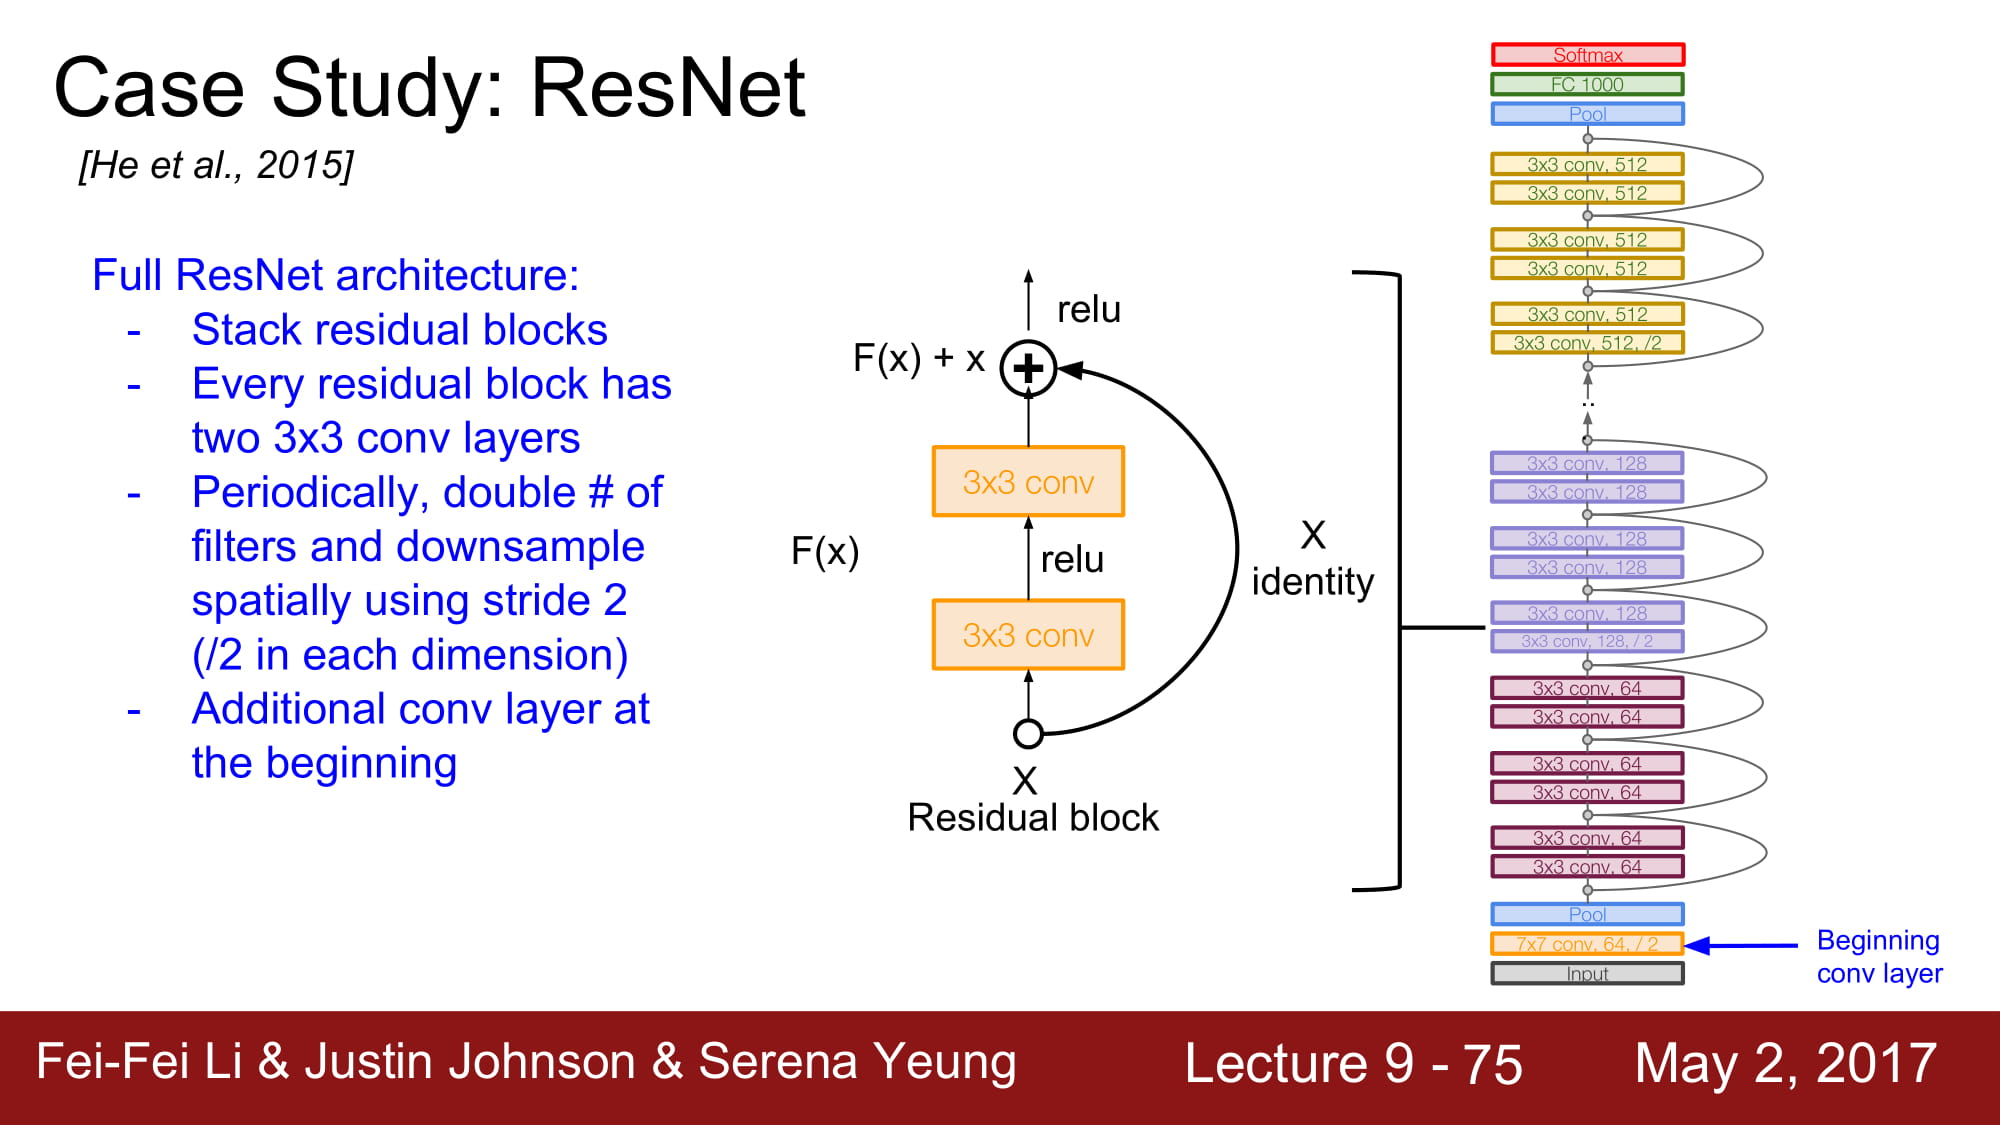 Case Study: ResNet
[He et al., 2015]
Full ResNet architecture:
- Stack residual blocks
- Every residual block has
two 3x3 conv layers
- Periodically, double # of
filters and downsample
spatially using stride 2
(/2 in each dimension)
- Additional conv layer at
the beginning
relu
F(x) + x
3x3 conv
F(x)
relu
3x3 conv
X
identity
X
Residual block
Softmax
FC 1000
Pool
3x3 conv, 512
3x3 conv, 512
3x3 conv, 512
3x3 conv, 512
3x3 conv, 512
3x3 conv, 512, /2
..
.
3x3 conv, 128
3x3 conv, 128
3x3 conv, 128
3x3 conv, 128
3x3 conv, 128
3x3 conv, 128, / 2
3x3 conv, 64
3x3 conv, 64
3x3 conv, 64
3x3 conv, 64
3x3 conv, 64
3x3 conv, 64
Pool
7x7 conv, 64, / 2
Input
Beginning
conv layer
Fei-Fei Li & Justin Johnson & Serena Yeung
Lecture 9 - 75
May 2, 2017